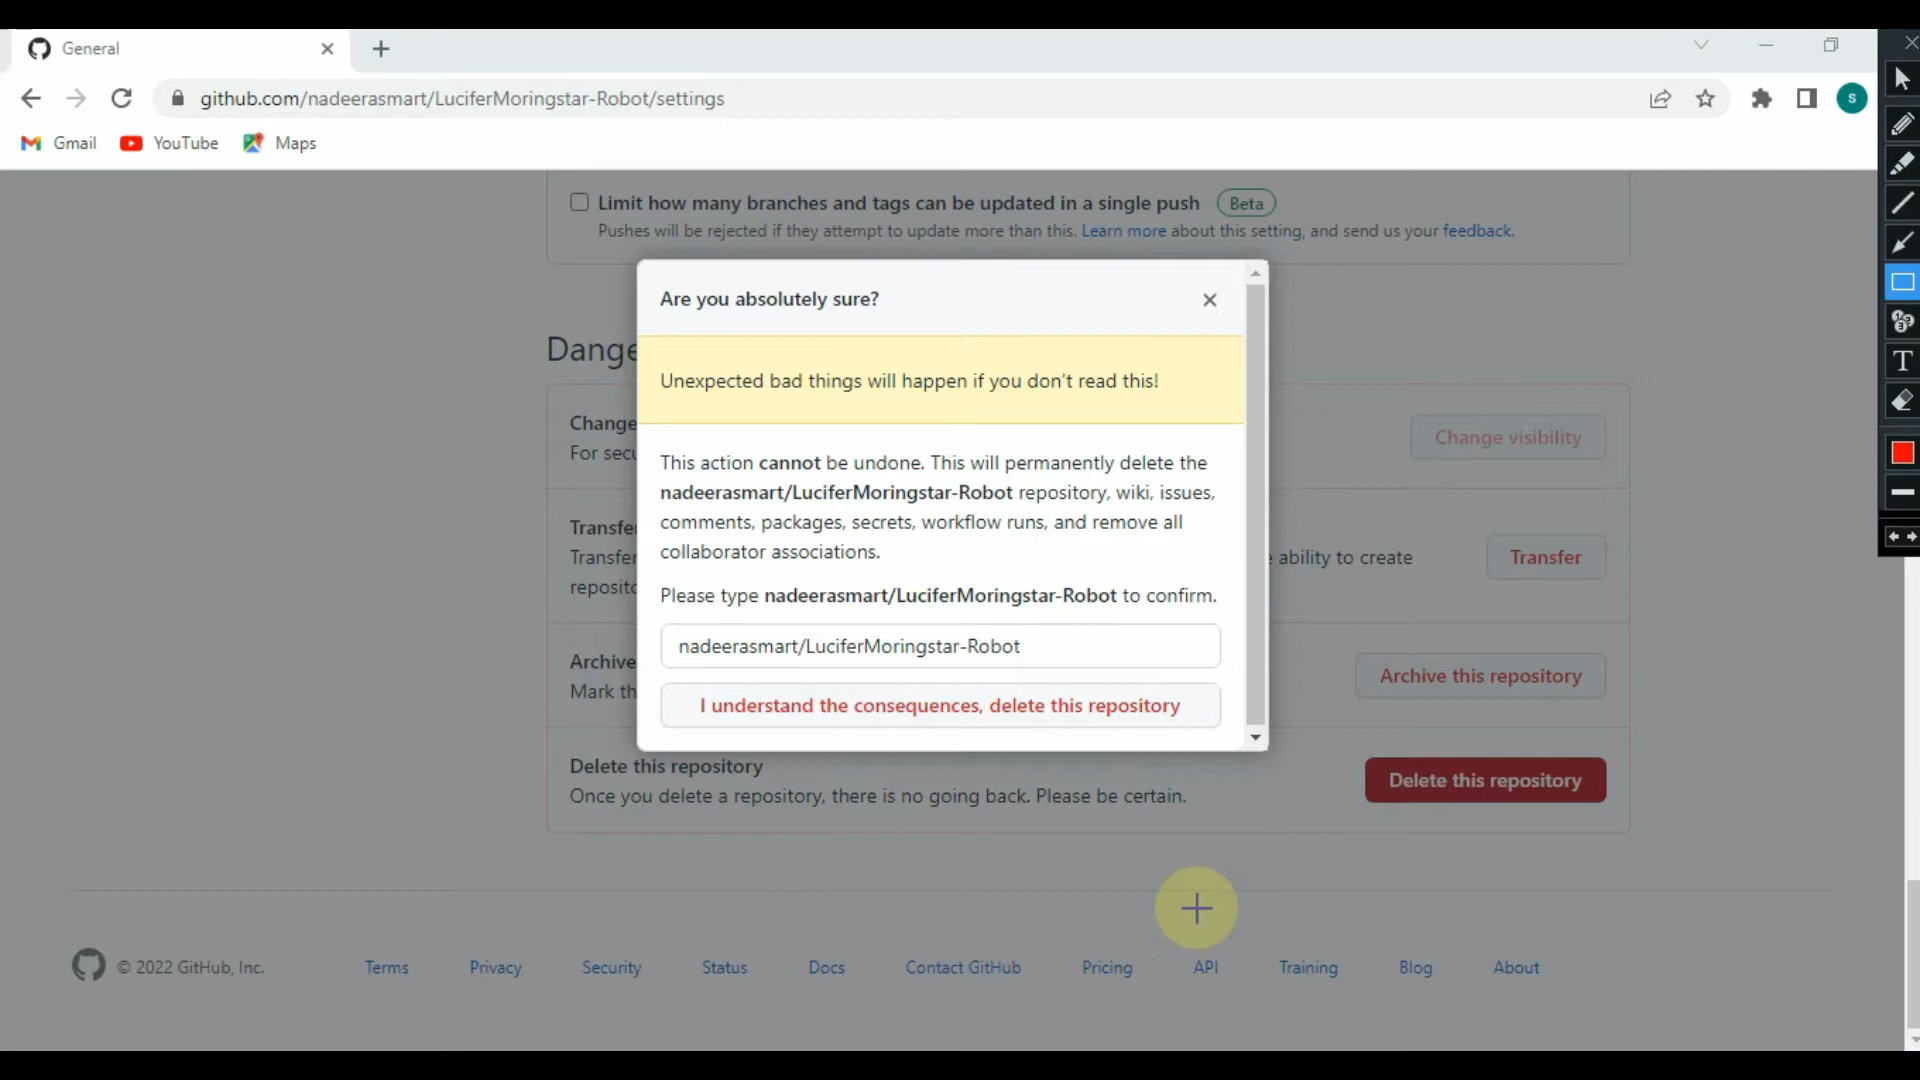 General
github.com/nadeerasmart/LuciferMoringstar-Robot/settings
S
Gmail YouTube Maps
Limit how many branches and tags can be updated in a single push Beta
Pushes will be rejected if they attempt to update more than this. Learn more about this setting, and send us your feedback.
Are you absolutely sure?
Unexpected bad things will happen if you don't read this!
This action cannot be undone. This will permanently delete the
nadeerasmart/LuciferMoringstar-Robot repository, wiki, issues,
comments, packages, secrets, workflow runs, and remove all
collaborator associations.
Please type nadeerasmart/LuciferMoringstar-Robot to confirm.
nadeerasmart/LuciferMoringstar-Robot
I understand the consequences, delete this repository
Change
For
Change visibility
ability to create
Transfer
Archive
Mark
Archive this repository
Delete this repository
Once you delete a repository, there is no going back. Please be certain.
Delete this repository
© 2022 GitHub, Inc. Terms Privacy Security Status Docs Contact GitHub Pricing API Training Blog About
T